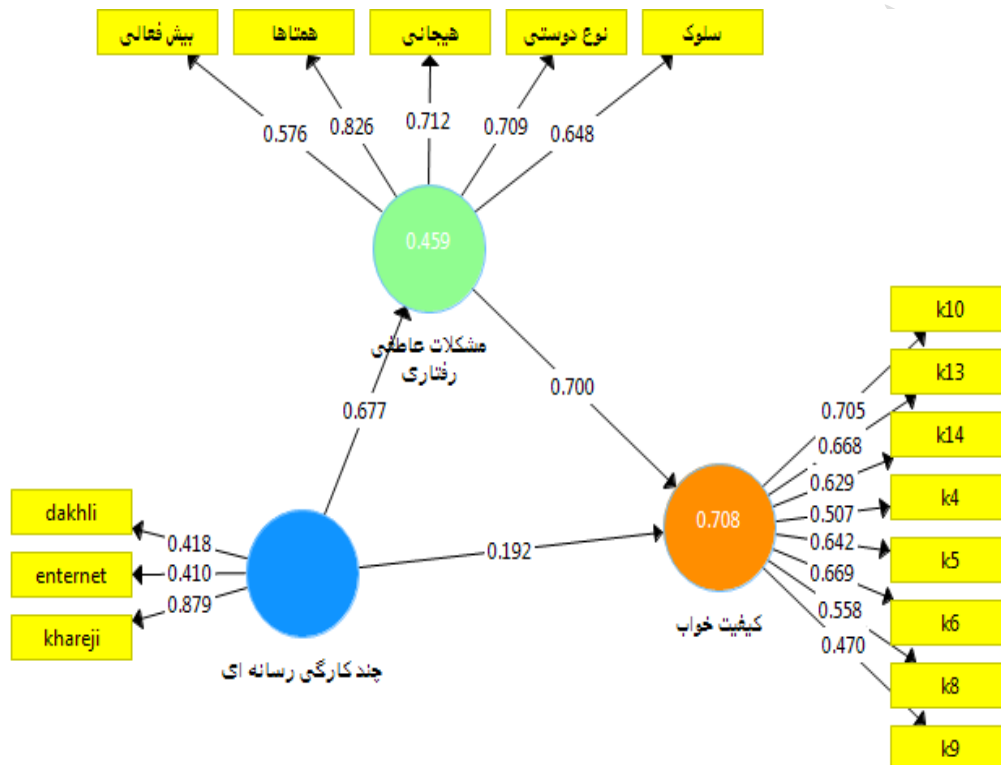 بیش فعالی
همتاها
هیجانی
نوع دوستی
سلوک
0.576
0.826
0.712
0.709
0.648
0.459
مشکلات عاطفی
رفتاری
0.677
0.700
dakhli
enternet
khareji
0.418
0.410
0.879
چند کارگی رسانه ای
0.192
0.708
کیفیت خواب
0.705
0.668
0.629
0.507
0.642
0.669
0.558
0.470
k10
k13
k14
k4
k5
k6
k8
k9